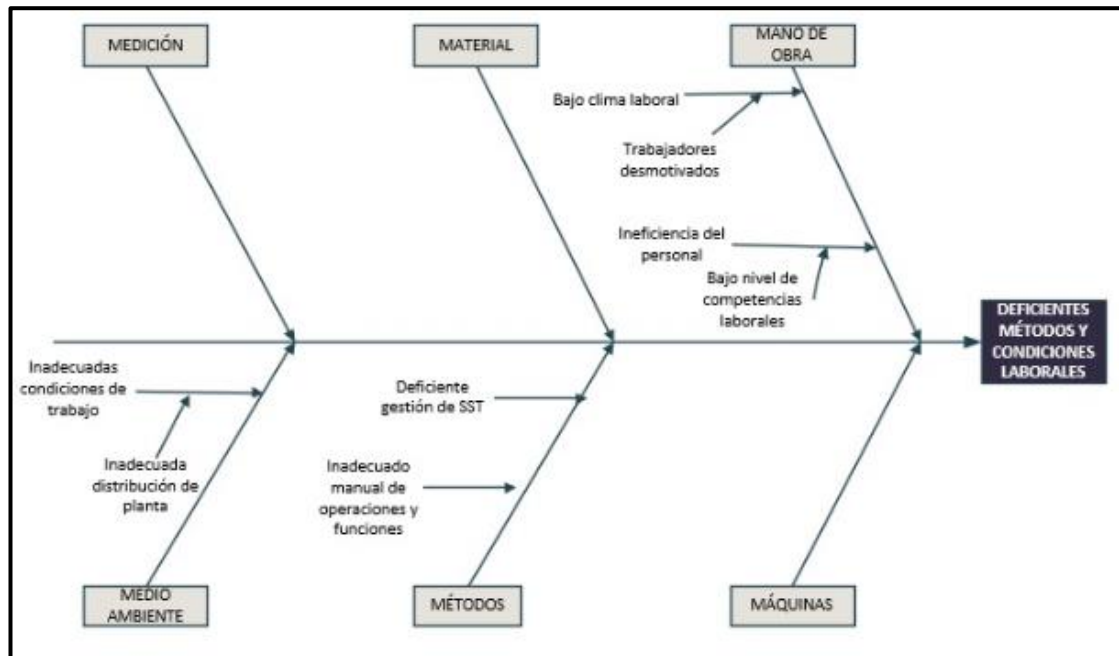 MEDICIÓN
MATERIAL
MANO DE
OBRA
Bajo clima laboral
Trabajadores
desmotivados
Ineficiencia del
personal
Bajo nivel de
competencias
laborales
DEFICIENTES
MÉTODOS Y
CONDICIONES
LABORALES
Inadecuadas
condiciones de
trabajo
Inadecuada
distribución de
planta
Deficiente
gestión de SST
Inadecuado
manual de
operaciones y
funciones
MEDIO
AMBIENTE
MÉTODOS
MÁQUINAS